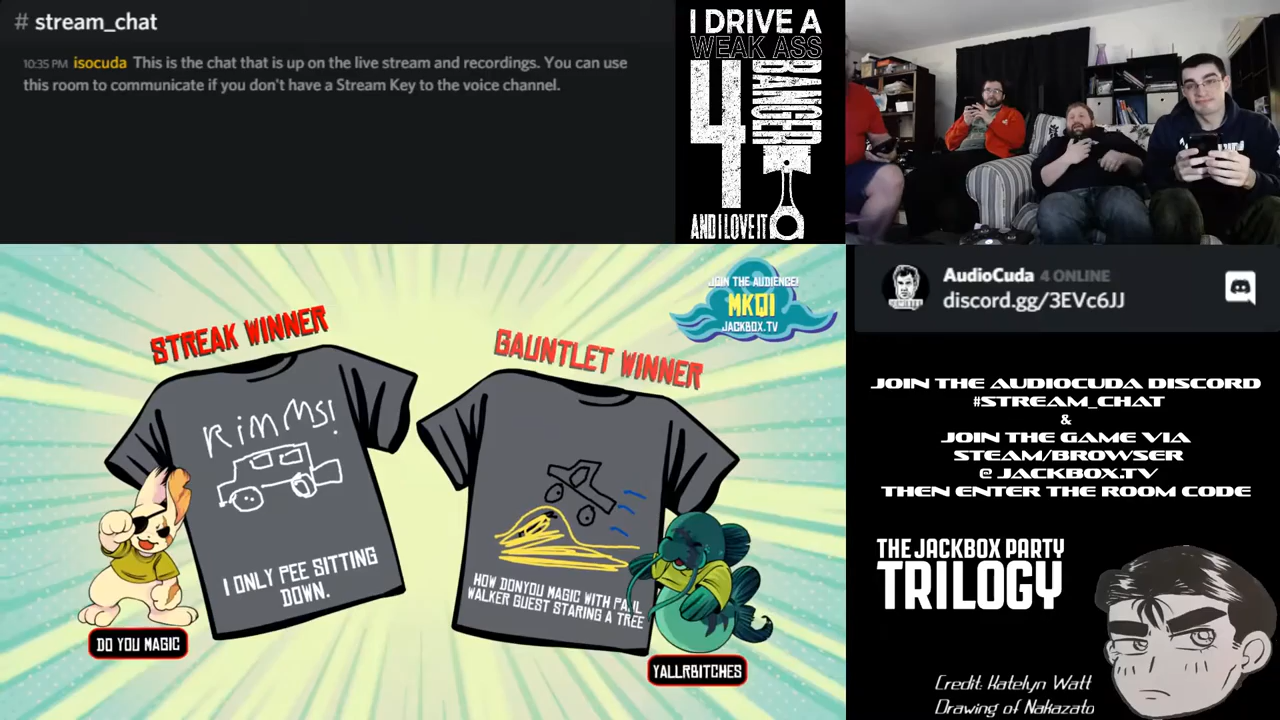 # stream_chat
10:35 PM isocuda This is the chat that is up on the live stream and recordings. You can use
this room to communicate if you don't have a Stream Key to the voice channel.
I DRIVE A
WEAK ASS
4 BANGER
AND I LOVE IT
JOIN THE AUDIENCE!
MKQI
JACKBOX.TV
STREAK WINNER
GAUNTLET WINNER
RiMMS!
I ONLY PEE SITTING
DOWN.
HOW DONYOU MAGIC WITH PAUL
WALKER GUEST STARING A TREE
DO YOU MAGIC
YALLRBITCHES
AudioCuda 4 ONLINE
discord.gg/3EVc6JJ
JOIN THE AUDIOCUDA DISCORD
#STREAM_CHAT
&
JOIN THE GAME VIA
STEAM/BROWSER
@ JACKBOX.TV
THEN ENTER THE ROOM CODE
THE JACKBOX PARTY
TRILOGY
Credit: Katelyn Watt
Drawing of Nakazato